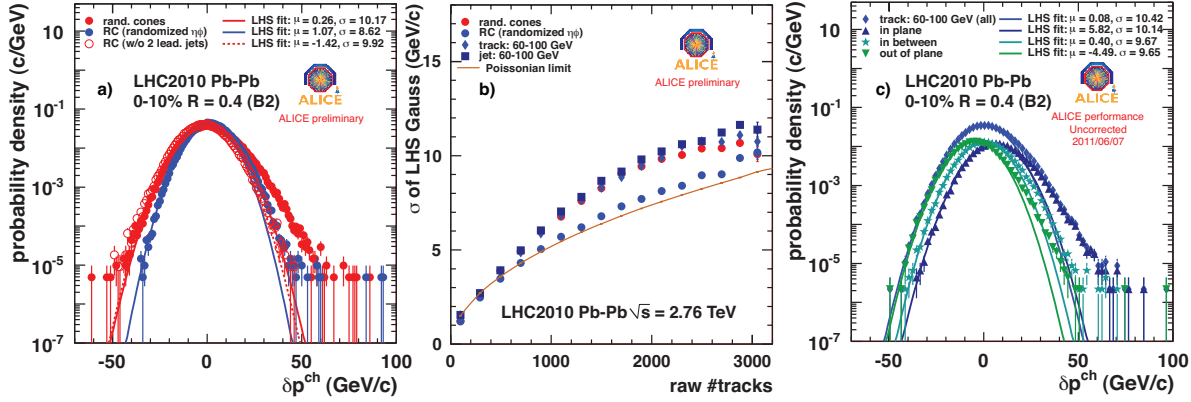 rand. cones
RC (randomized ηϕ)
RC (w/o 2 lead. jets)
LHS fit: μ = 0.26, σ = 10.17
LHS fit: μ = 1.07, σ = 8.62
LHS fit: μ = -1.42, σ = 9.92
a)
LHC2010 Pb-Pb
0-10% R = 0.4 (B2)
ALICE
ALICE preliminary
probability density (c/GeV)
10⁻¹
10⁻³
10⁻⁵
10⁻⁷
-50 0 50 100
δp^ch (GeV/c)
rand. cones
RC (randomized ηϕ)
track: 60-100 GeV
jet: 60-100 GeV
Poissonian limit
b)
ALICE
ALICE preliminary
σ of LHS Gauss (GeV/c)
15
10
5
0
LHC2010 Pb-Pb √s = 2.76 TeV
0 1000 2000 3000
raw #tracks
track: 60-100 GeV (all)
in plane
in between
out of plane
LHS fit: μ = 0.08, σ = 10.42
LHS fit: μ = 5.82, σ = 10.14
LHS fit: μ = 0.40, σ = 9.67
LHS fit: μ = -4.49, σ = 9.65
LHC2010 Pb-Pb
0-10% R = 0.4 (B2)
c)
ALICE
ALICE performance
Uncorrected
2011/06/07
probability density (c/GeV)
10⁻¹
10⁻³
10⁻⁵
10⁻⁷
-50 0 50 100
δp^ch (GeV/c)